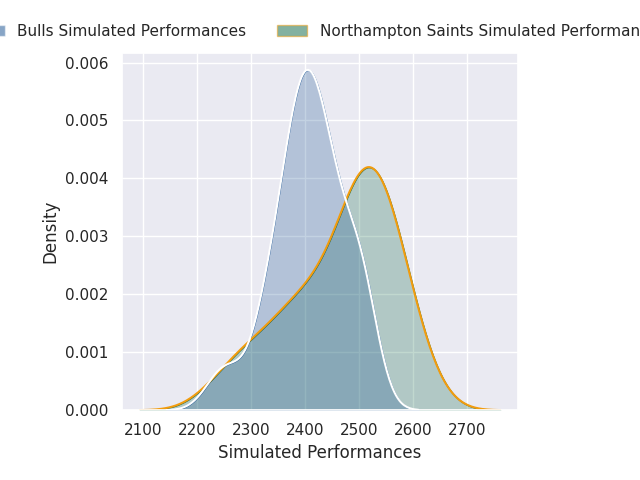 Bulls Simulated Performances
Northampton Saints Simulated Performan
0.006
0.005
0.004
0.003
0.002
0.001
0.000
Density
2100 2200 2300 2400 2500 2600 2700
Simulated Performances